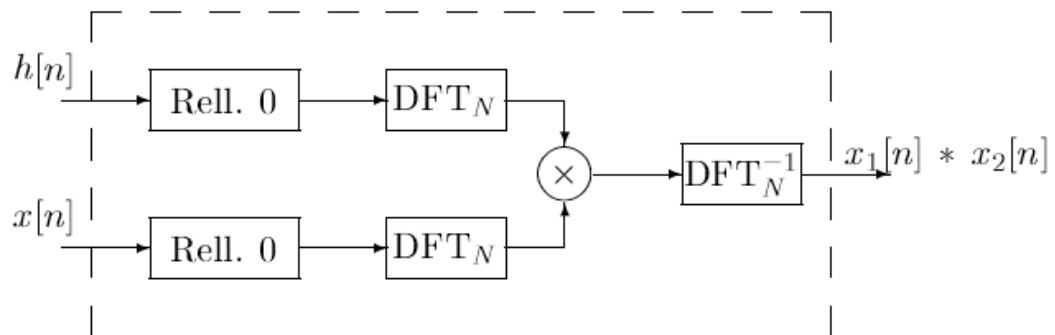 h[n]
Rell. 0
DFT_N
×
DFT_N^{-1}
x_1[n] * x_2[n]
x[n]
Rell. 0
DFT_N